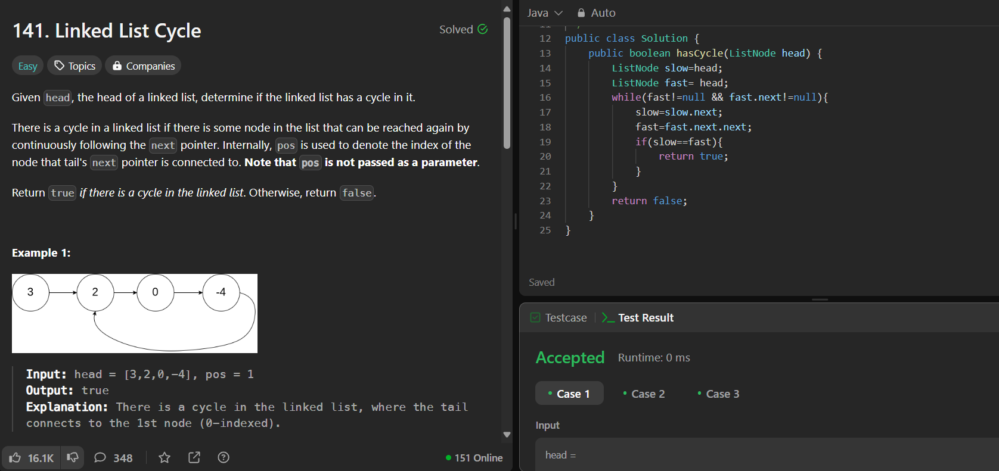 141. Linked List Cycle
Solved
Easy
Topics
Companies
Given head, the head of a linked list, determine if the linked list has a cycle in it.
There is a cycle in a linked list if there is some node in the list that can be reached again by
continuously following the next pointer. Internally, pos is used to denote the index of the
node that tail's next pointer is connected to. Note that pos is not passed as a parameter.
Return true if there is a cycle in the linked list. Otherwise, return false.
Example 1:
3 2 0 -4
Input: head = [3,2,0,-4], pos = 1
Output: true
Explanation: There is a cycle in the linked list, where the tail
connects to the 1st node (0-indexed).
16.1K
348
151 Online
Java
Auto
12 public class Solution {
13 public boolean hasCycle(ListNode head) {
14 ListNode slow=head;
15 ListNode fast= head;
16 while(fast!=null && fast.next!=null){
17 slow=slow.next;
18 fast=fast.next.next;
19 if(slow==fast){
20 return true;
21 }
22 }
23 return false;
24 }
25 }
Saved
Testcase
Test Result
Accepted
Runtime: 0 ms
Case 1
Case 2
Case 3
Input
head =